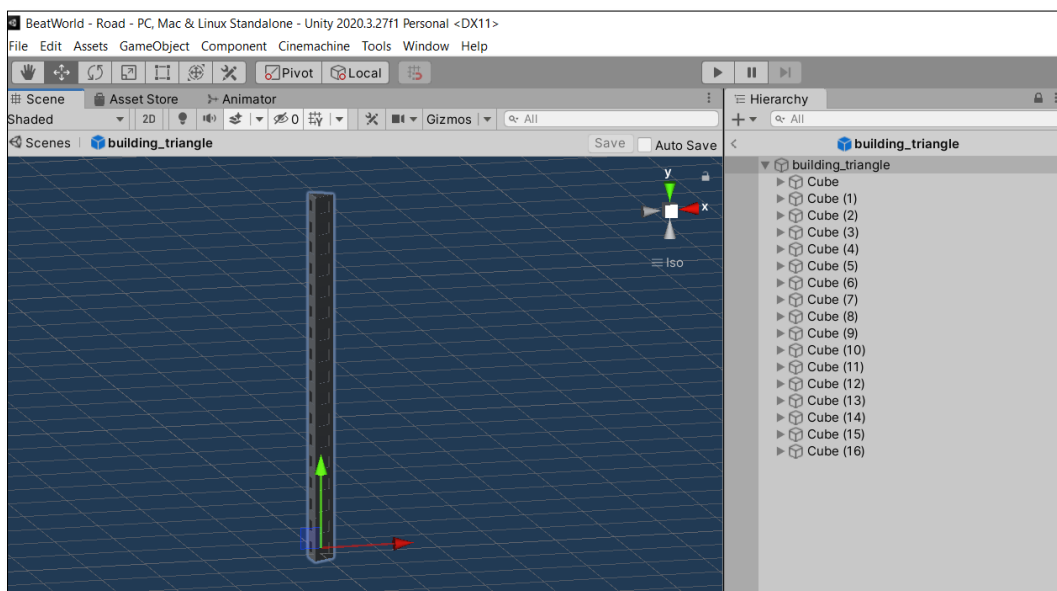 BeatWorld - Road - PC, Mac & Linux Standalone - Unity 2020.3.27f1 Personal <DX11>
File Edit Assets GameObject Component Cinemachine Tools Window Help
Pivot Local
Scene Asset Store Animator
Shaded 2D 0 Gizmos All
Scenes building_triangle Save Auto Save
y
x
Iso
Hierarchy
All
building_triangle
building_triangle
Cube
Cube (1)
Cube (2)
Cube (3)
Cube (4)
Cube (5)
Cube (6)
Cube (7)
Cube (8)
Cube (9)
Cube (10)
Cube (11)
Cube (12)
Cube (13)
Cube (14)
Cube (15)
Cube (16)